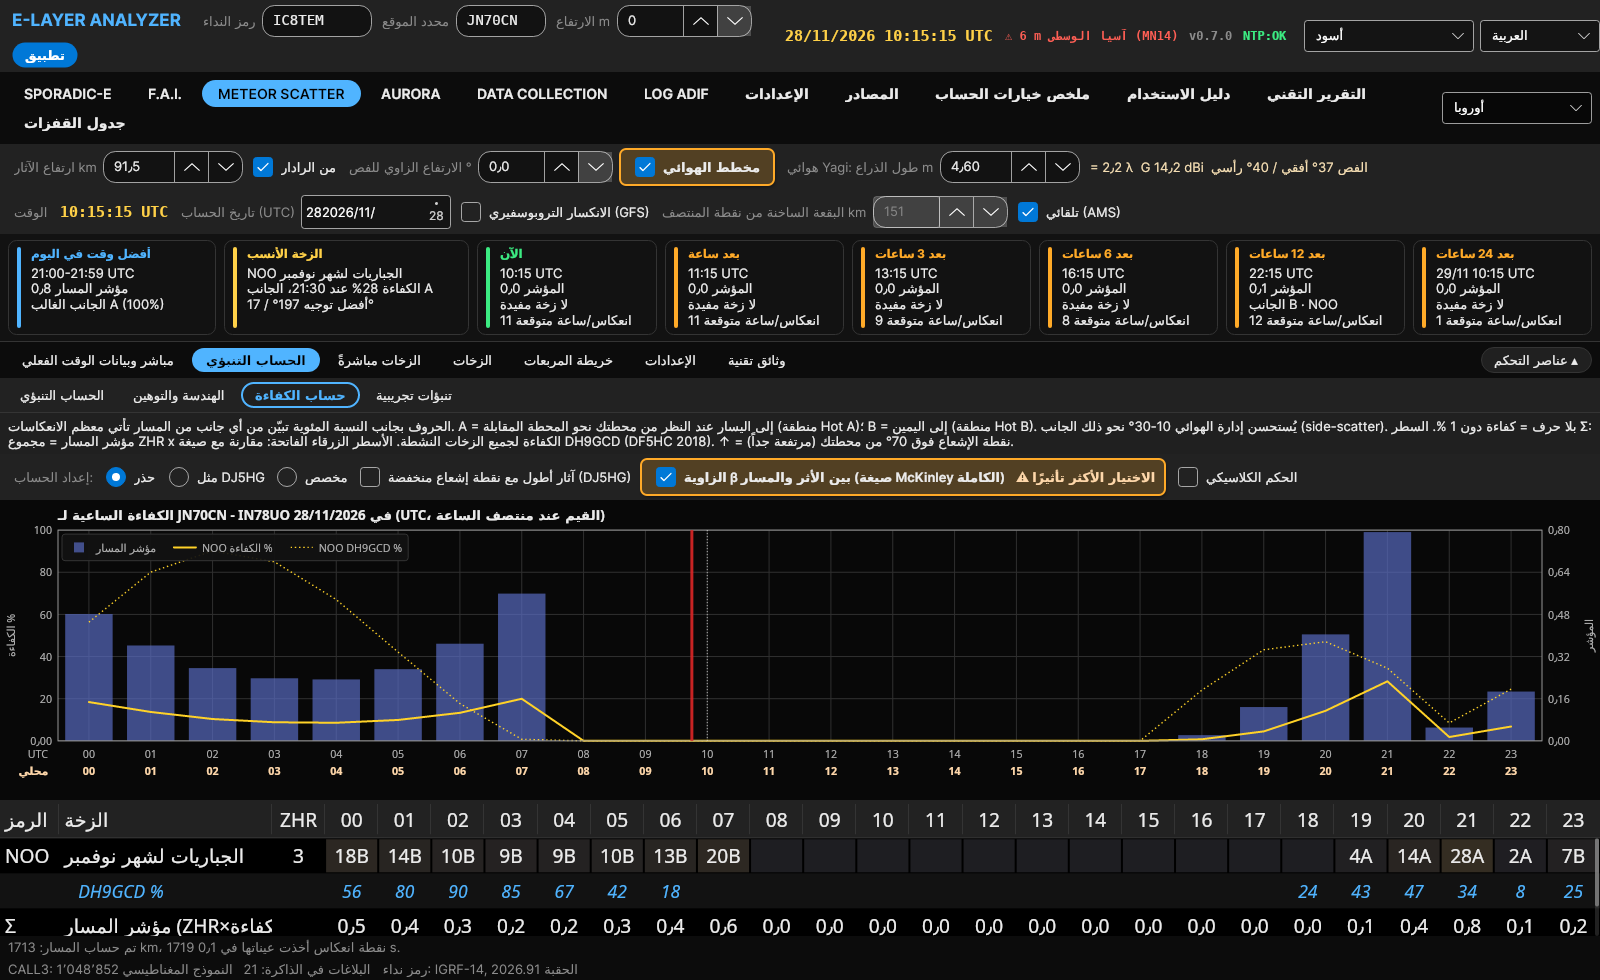 E-LAYER ANALYZER رمز النداء IC8TEM محدد الموقع JN70CN الارتفاع m 0
28/11/2026 10:15:15 UTC ⚠ 6 m آسيا الوسطى (MN14) v0.7.0 NTP:OK أسود العربية
تطبيق
SPORADIC-E F.A.I. METEOR SCATTER AURORA DATA COLLECTION LOG ADIF الإعدادات المصادر ملخص خيارات الحساب دليل الاستخدام التقرير التقني أوروبا
جدول القفزات
ارتفاع الآثار km 91٫5 من الرادار الارتفاع الزاوي للفص ° 0٫0 مخطط الهوائي هوائي Yagi: طول الذراع m 4٫60 = 2٫2 λ G 14٫2 dBi الفص 37° أفقي / 40° رأسي
الوقت 10:15:15 UTC تاريخ الحساب (UTC) 282026/11/ 28 الانكسار التروبوسفيري (GFS) البقعة الساخنة من نقطة المنتصف km 151 تلقائي (AMS)
أفضل وقت في اليوم
21:00-21:59 UTC
مؤشر المسار 0٫8
الجانب الغالب A (100%)
الزخة الأنسب
NOO الجباريات لشهر نوفمبر
الكفاءة 28% عند 21:30، الجانب A
أفضل توجيه 197° / 17°
الآن
10:15 UTC
المؤشر 0٫0
لا زخة مفيدة
انعكاس/ساعة متوقعة 11
بعد ساعة
11:15 UTC
المؤشر 0٫0
لا زخة مفيدة
انعكاس/ساعة متوقعة 11
بعد 3 ساعات
13:15 UTC
المؤشر 0٫0
لا زخة مفيدة
انعكاس/ساعة متوقعة 9
بعد 6 ساعات
16:15 UTC
المؤشر 0٫0
لا زخة مفيدة
انعكاس/ساعة متوقعة 8
بعد 12 ساعات
22:15 UTC
المؤشر 0٫1
الجانب B · NOO
انعكاس/ساعة متوقعة 12
بعد 24 ساعات
29/11 10:15 UTC
المؤشر 0٫0
لا زخة مفيدة
انعكاس/ساعة متوقعة 1
مباشر وبيانات الوقت الفعلي الحساب التنبؤي الزخات مباشرةً الزخات خريطة المربعات الإعدادات وثائق تقنية عناصر التحكم ▴
الحساب التنبؤي الهندسة والتوهين حساب الكفاءة تنبؤات تجريبية
الحروف بجانب النسبة المئوية تبيّن من أي جانب من المسار تأتي معظم الانعكاسات. A = إلى اليسار عند النظر من محطتك نحو المحطة المقابلة (منطقة Hot A)؛ B = إلى اليمين (منطقة Hot B). يُستحسن إدارة الهوائي 10-30° نحو ذلك الجانب (side-scatter). بلا حرف = كفاءة دون 1 %. السطر Σ:
مؤشر المسار = مجموع ZHR x الكفاءة لجميع الزخات النشطة. الأسطر الزرقاء الفاتحة: مقارنة مع صيغة DH9GCD (DF5HC 2018). ↑ = نقطة الإشعاع فوق 70° من محطتك (مرتفعة جداً).
إعداد الحساب: حذر مثل DJ5HG مخصص آثار أطول مع نقطة إشعاع منخفضة (DJ5HG) الزاوية β بين الأثر والمسار (صيغة McKinley الكاملة) ⚠ الاختيار الأكثر تأثيرًا الحكم الكلاسيكي
الكفاءة الساعية لـ JN70CN - IN78UO في 28/11/2026 (UTC، القيم عند منتصف الساعة)
مؤشر المسار NOO الكفاءة % NOO DH9GCD %
100 80 60 40 20 0٫00
الكفاءة %
0٫80 0٫64 0٫48 0٫32 0٫16 0٫00
المؤشر
UTC 00 01 02 03 04 05 06 07 08 09 10 11 12 13 14 15 16 17 18 19 20 21 22 23
محلي 00 01 02 03 04 05 06 07 08 09 10 11 12 13 14 15 16 17 18 19 20 21 22 23
الرمز الزخة ZHR 00 01 02 03 04 05 06 07 08 09 10 11 12 13 14 15 16 17 18 19 20 21 22 23
NOO الجباريات لشهر نوفمبر 3 18B 14B 10B 9B 9B 10B 13B 20B 4A 14A 28A 2A 7B
DH9GCD % 56 80 90 85 67 42 18 24 43 47 34 8 25
Σ مؤشر المسار (ZHR×كفاءة 0٫5 0٫4 0٫3 0٫2 0٫2 0٫3 0٫4 0٫6 0٫0 0٫0 0٫0 0٫0 0٫0 0٫0 0٫0 0٫0 0٫0 0٫0 0٫0 0٫1 0٫4 0٫8 0٫1 0٫2
تم حساب المسار: 1713 km، 1719 نقطة انعكاس أخذت عيناتها في 0٫1 s.
CALL3: 1٬048٬852 رمز نداء البلاغات في الذاكرة: 21 النموذج المغناطيسي: IGRF-14, الحقبة 2026.91